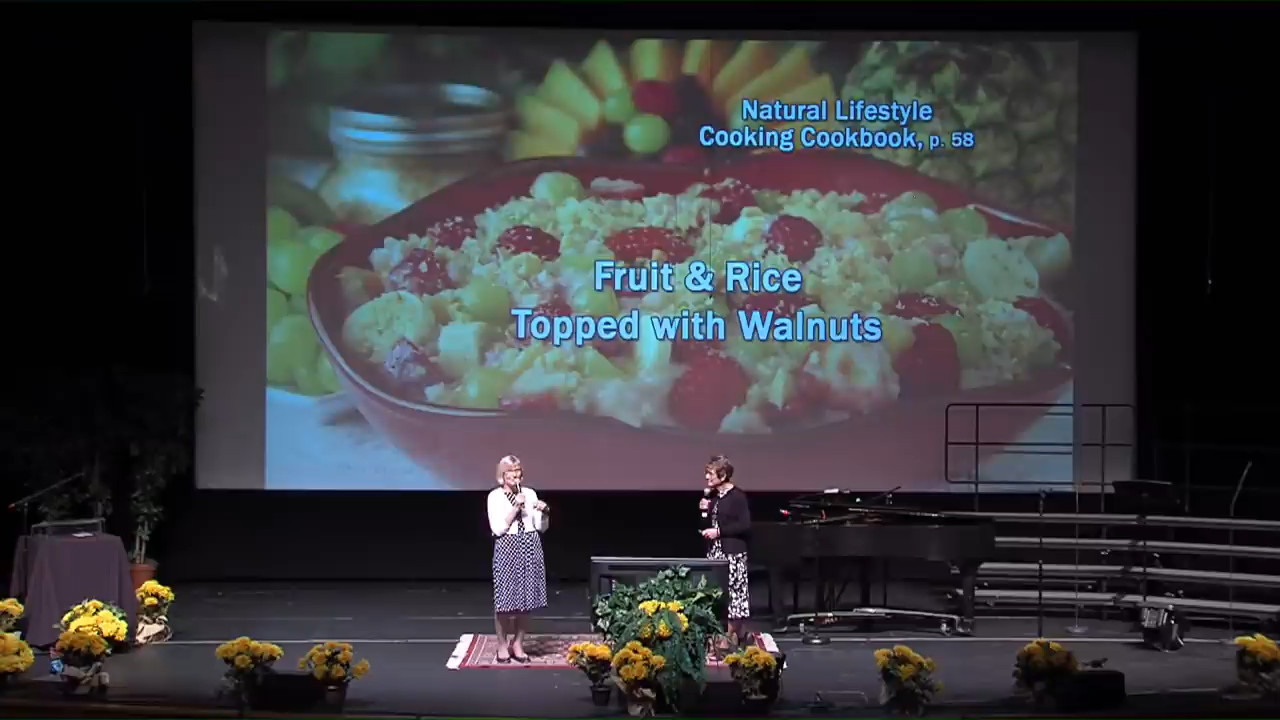 Natural Lifestyle
Cooking Cookbook, p. 58
Fruit & Rice
Topped with Walnuts